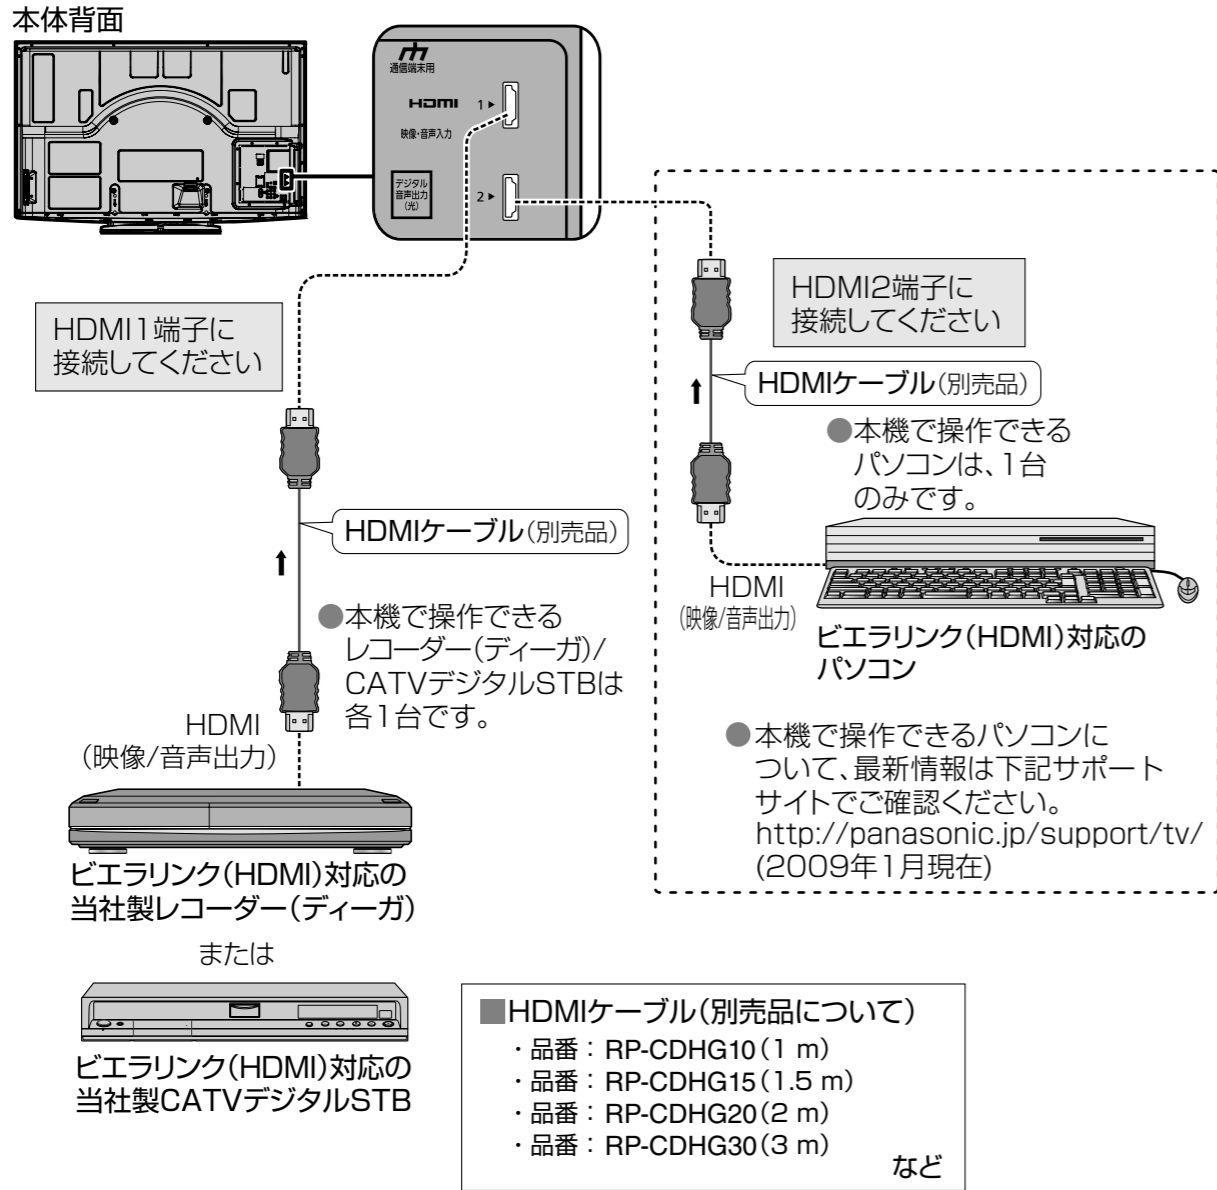 本体背面
通信端末用
HDMI
1
映像・音声入力
デジタル
音声出力
(光)
2
HDMI1端子に
接続してください
HDMIケーブル(別売品)
●本機で操作できる
レコーダー(ディーガ)/
CATVデジタルSTBは
各1台です。
HDMI
(映像/音声出力)
ビエラリンク(HDMI)対応の
当社製レコーダー(ディーガ)
または
ビエラリンク(HDMI)対応の
当社製CATVデジタルSTB
HDMI2端子に
接続してください
HDMIケーブル(別売品)
●本機で操作できる
パソコンは、1台
のみです。
HDMI
(映像/音声出力)
ビエラリンク(HDMI)対応の
パソコン
●本機で操作できるパソコンに
ついて、最新情報は下記サポート
サイトでご確認ください。
http://panasonic.jp/support/tv/
(2009年1月現在)
■HDMIケーブル(別売品について)
・品番：RP-CDHG10(1 m)
・品番：RP-CDHG15(1.5 m)
・品番：RP-CDHG20(2 m)
・品番：RP-CDHG30(3 m)
など